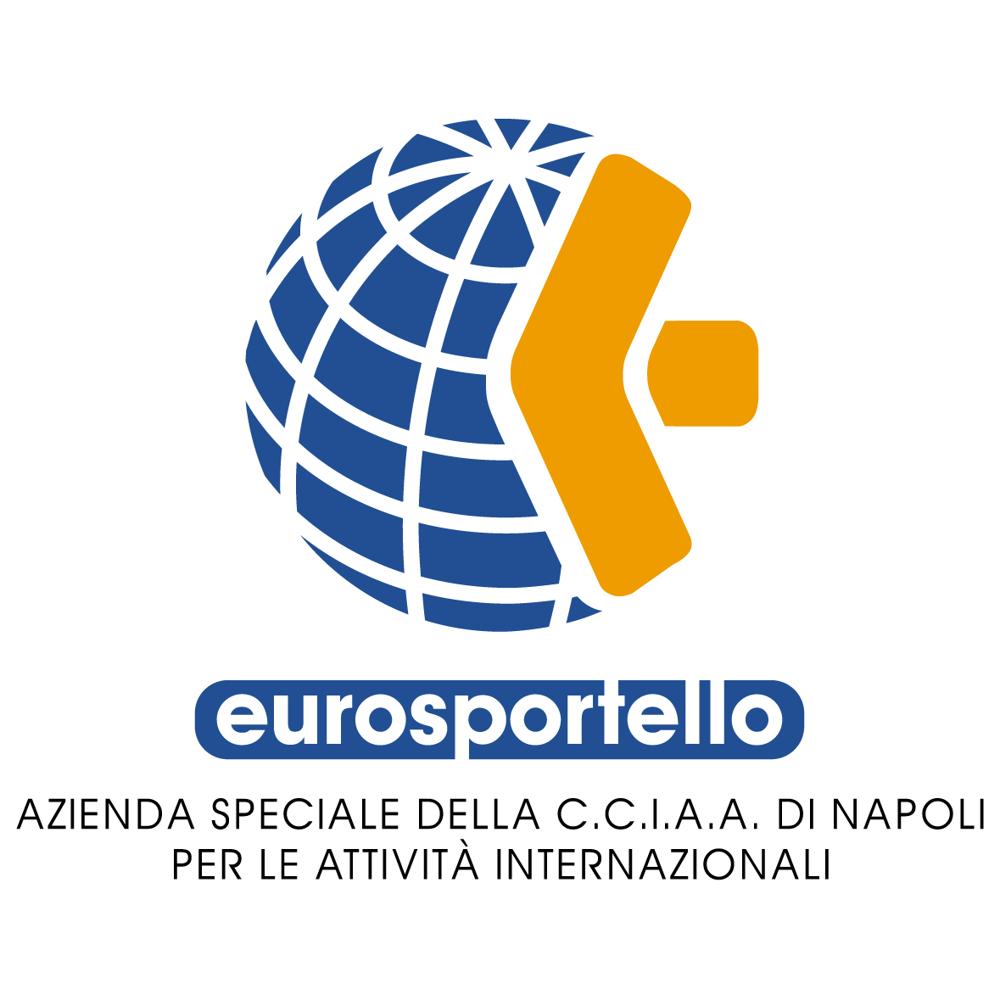 eurosportello
AZIENDA SPECIALE DELLA C.C.I.A.A. DI NAPOLI
PER LE ATTIVITÀ INTERNAZIONALI